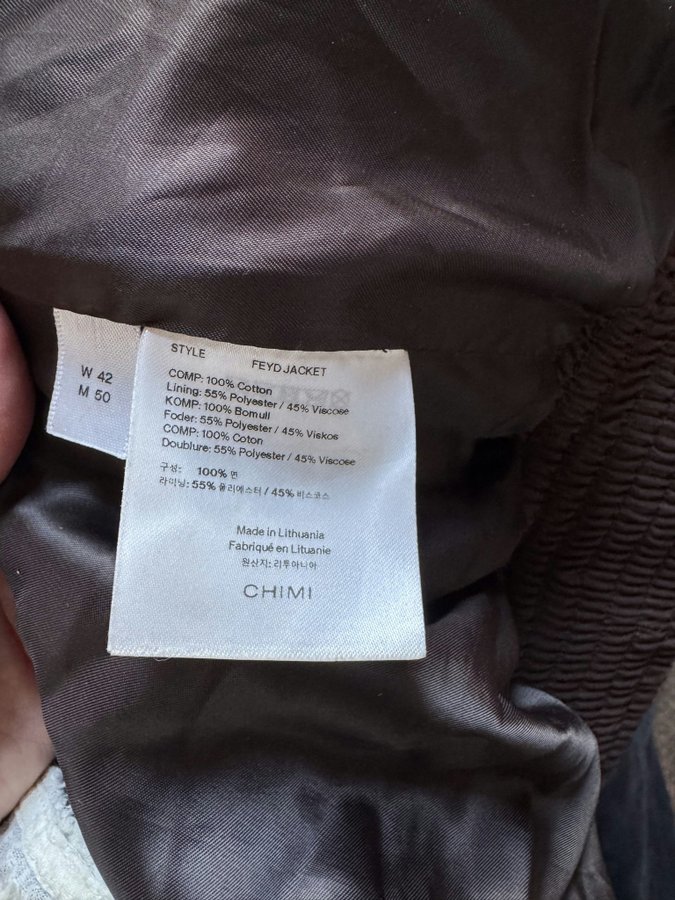 W 42
M 50
STYLE FEYD JACKET
COMP: 100% Cotton
Lining: 55% Polyester / 45% Viscose
KOMP: 100% Bomull
Foder: 55% Polyester / 45% Viskos
COMP: 100% Coton
Doublure: 55% Polyester / 45% Viscose
구성: 100% 면
라이닝: 55% 폴리에스터 / 45% 비스코스
Made in Lithuania
Fabriqué en Lituanie
원산지: 리투아니아
CHIMI